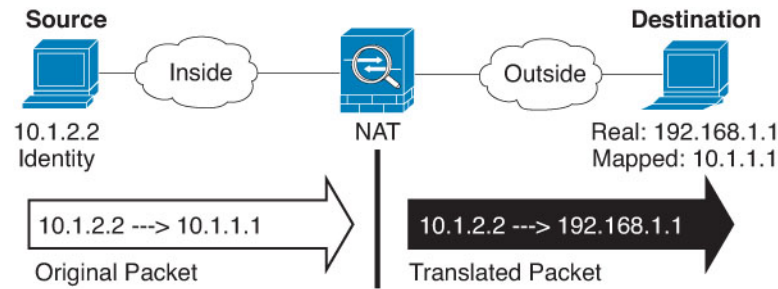 Source
Destination
Inside
Outside
10.1.2.2
Identity
NAT
Real: 192.168.1.1
Mapped: 10.1.1.1
10.1.2.2 ---> 10.1.1.1
10.1.2.2 ---> 192.168.1.1
Original Packet
Translated Packet